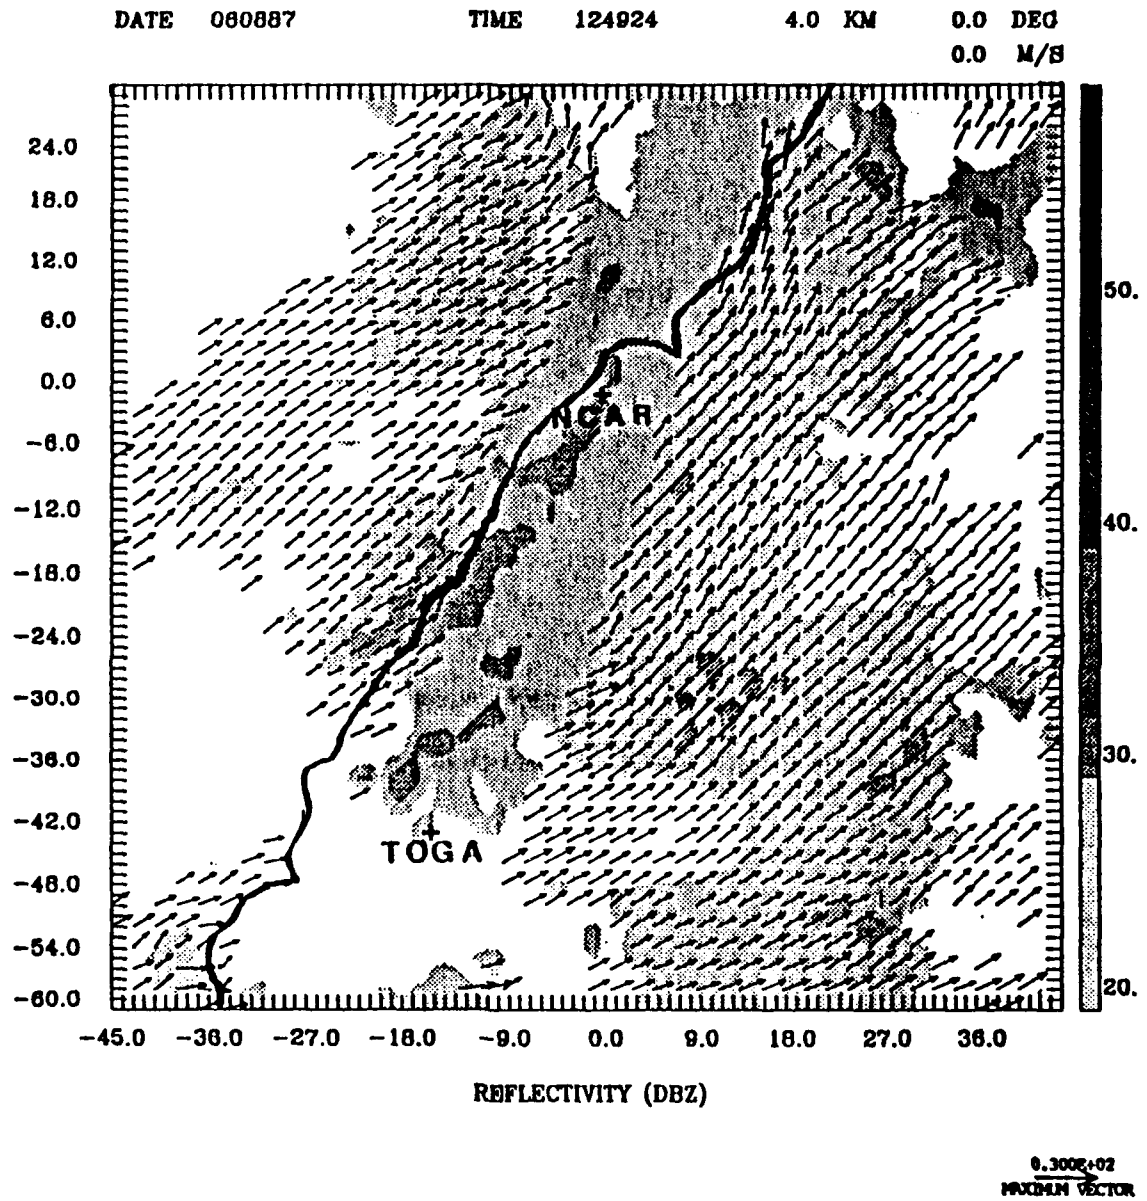 DATE 060887 TIME 124924 4.0 KM 0.0 DEG
0.0 M/S
24.0
18.0
12.0
6.0
0.0
-6.0
-12.0
-18.0
-24.0
-30.0
-36.0
-42.0
-48.0
-54.0
-60.0
NCAR
TOGA
50.
40.
30.
20.
-45.0 -36.0 -27.0 -18.0 -9.0 0.0 9.0 18.0 27.0 36.0
REFLECTIVITY (DBZ)
0.300E+02
MAXIMUM VECTOR